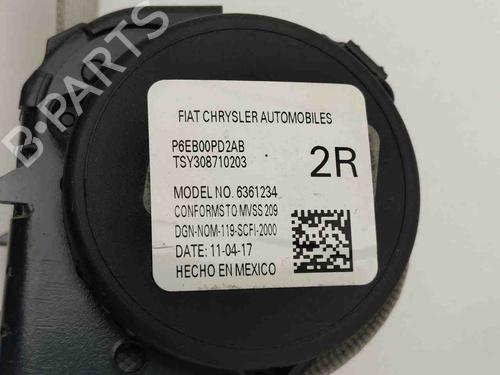 B-PARTS
FIAT CHRYSLER AUTOMOBILES
P6EB00PD2AB
TSY308710203
2R
MODEL NO. 6361234
CONFORMS TO MVSS 209
DGN-NOM-119-SCFI-2000
DATE: 11-04-17
HECHO EN MEXICO